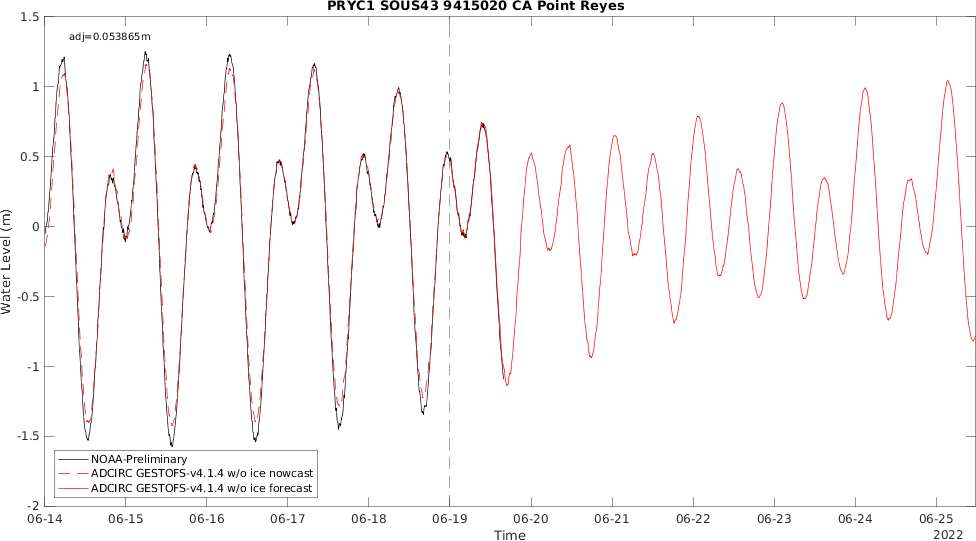 PRYC1 SOUS43 9415020 CA Point Reyes
adj=0.053865m
Water Level (m)
1.5
1
0.5
0
-0.5
-1
-1.5
-2
NOAA-Preliminary
ADCIRC GESTOFS-v4.1.4 w/o ice nowcast
ADCIRC GESTOFS-v4.1.4 w/o ice forecast
06-14 06-15 06-16 06-17 06-18 06-19 06-20 06-21 06-22 06-23 06-24 06-25
Time
2022